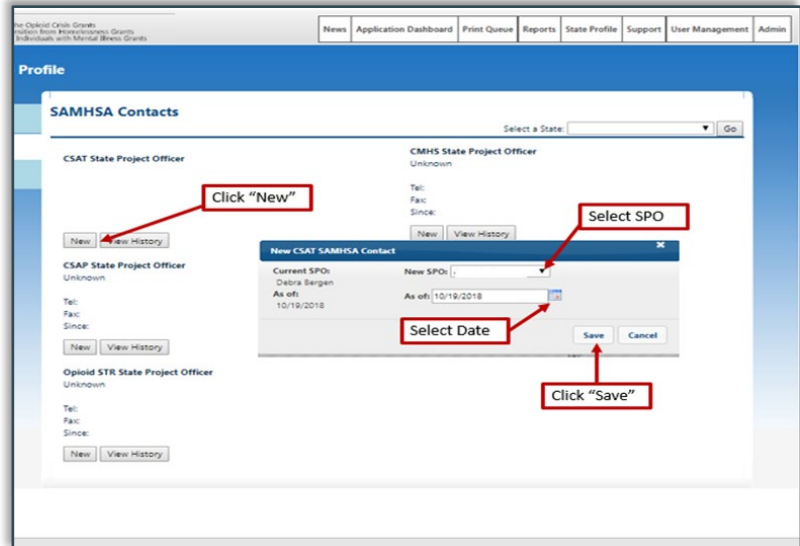 he Opioid Crisis Grants
nsition from Homelessness Grants
Individuals with Mental Illness Grants
News Application Dashboard Print Queue Reports State Profile Support User Management Admin
Profile
SAMHSA Contacts
Select a State: Go
CSAT State Project Officer
CMHS State Project Officer
Unknown
Tel:
Fax:
Since:
Click “New”
Select SPO
New View History
New View History
New CSAT SAMHSA Contact
Current SPO:
Debra Bergen
As of:
10/19/2018
New SPO: ,
As of: 10/19/2018
Select Date
Save Cancel
Click “Save”
CSAP State Project Officer
Unknown
Tel:
Fax:
Since:
New View History
Opioid STR State Project Officer
Unknown
Tel:
Fax:
Since:
New View History